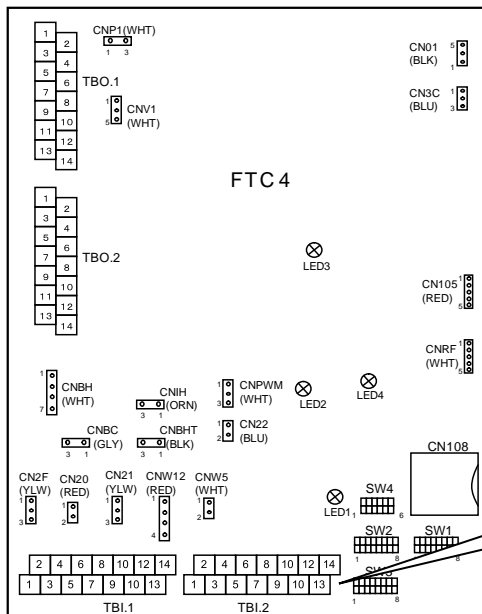 CNP1(WHT)
1 3
1 2 3 4 5 6 7 8 9 10 11 12 13 14
TBO.1
1
5
CNV1
(WHT)
CN01
(BLK)
5
1
CN3C
(BLU)
1
3
FTC4
1 2 3 4 5 6 7 8 9 10 11 12 13 14
TBO.2
LED3
CN105
(RED)
1
5
CNRF
(WHT)
1
5
1
7
CNBH
(WHT)
CNIH
(ORN)
3 1
1
3
CNPWM
(WHT)
LED2
LED4
CNBC
(GLY)
3 1
CNBHT
(BLK)
3 1
1
2
CN22
(BLU)
CN108
CN2F
(YLW)
1
3
CN20
(RED)
1
2
CN21
(YLW)
1
3
CNW12
(RED)
1
4
CNW5
(WHT)
1
2
LED1
SW4
1 6
SW2
1 8
SW1
8
SW3
1 8
2 4 6 8 10 12 14
1 3 5 7 9 11 13
TBI.1
2 4 6 8 10 12 14
1 3 5 7 9 11 13
TBI.2